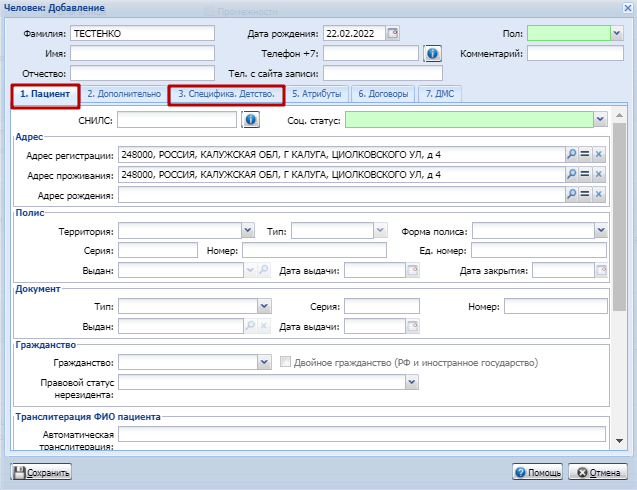 Человек: Добавление
Фамилия: ТЕСТЕНКО Дата рождения: 22.02.2022 Пол:
Имя: Телефон +7: Комментарий:
Отчество: Тел. с сайта записи:
1. Пациент 2. Дополнительно 3. Специфика. Детство. 5. Атрибуты 6. Договоры 7. ДМС
СНИЛС: Соц. статус:
Адрес
Адрес регистрации: 248000, РОССИЯ, КАЛУЖСКАЯ ОБЛ, Г КАЛУГА, ЦИОЛКОВСКОГО УЛ, д 4
Адрес проживания: 248000, РОССИЯ, КАЛУЖСКАЯ ОБЛ, Г КАЛУГА, ЦИОЛКОВСКОГО УЛ, д 4
Адрес рождения:
Полис
Территория: Тип: Форма полиса:
Серия: Номер: Ед. номер:
Выдан: Дата выдачи: Дата закрытия:
Документ
Тип: Серия: Номер:
Выдан: Дата выдачи:
Гражданство
Гражданство: Двойное гражданство (РФ и иностранное государство)
Правовой статус
нерезидента:
Транслитерация ФИО пациента
Автоматическая
транслитерация:
Сохранить Помощь Отмена